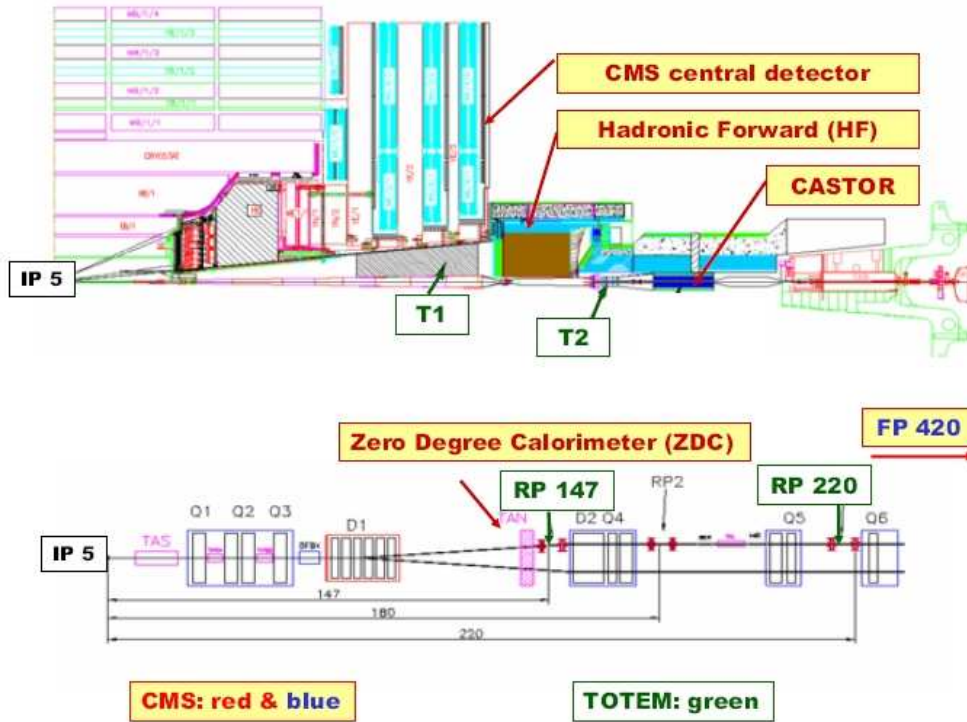 CMS central detector
Hadronic Forward (HF)
CASTOR
IP 5
T1
T2
FP 420
Zero Degree Calorimeter (ZDC)
RP 147
RP2
RP 220
TAN
Q1 Q2 Q3
D1
D2 Q4
Q5
Q6
TAS
IP 5
147
180
220
CMS: red & blue
TOTEM: green